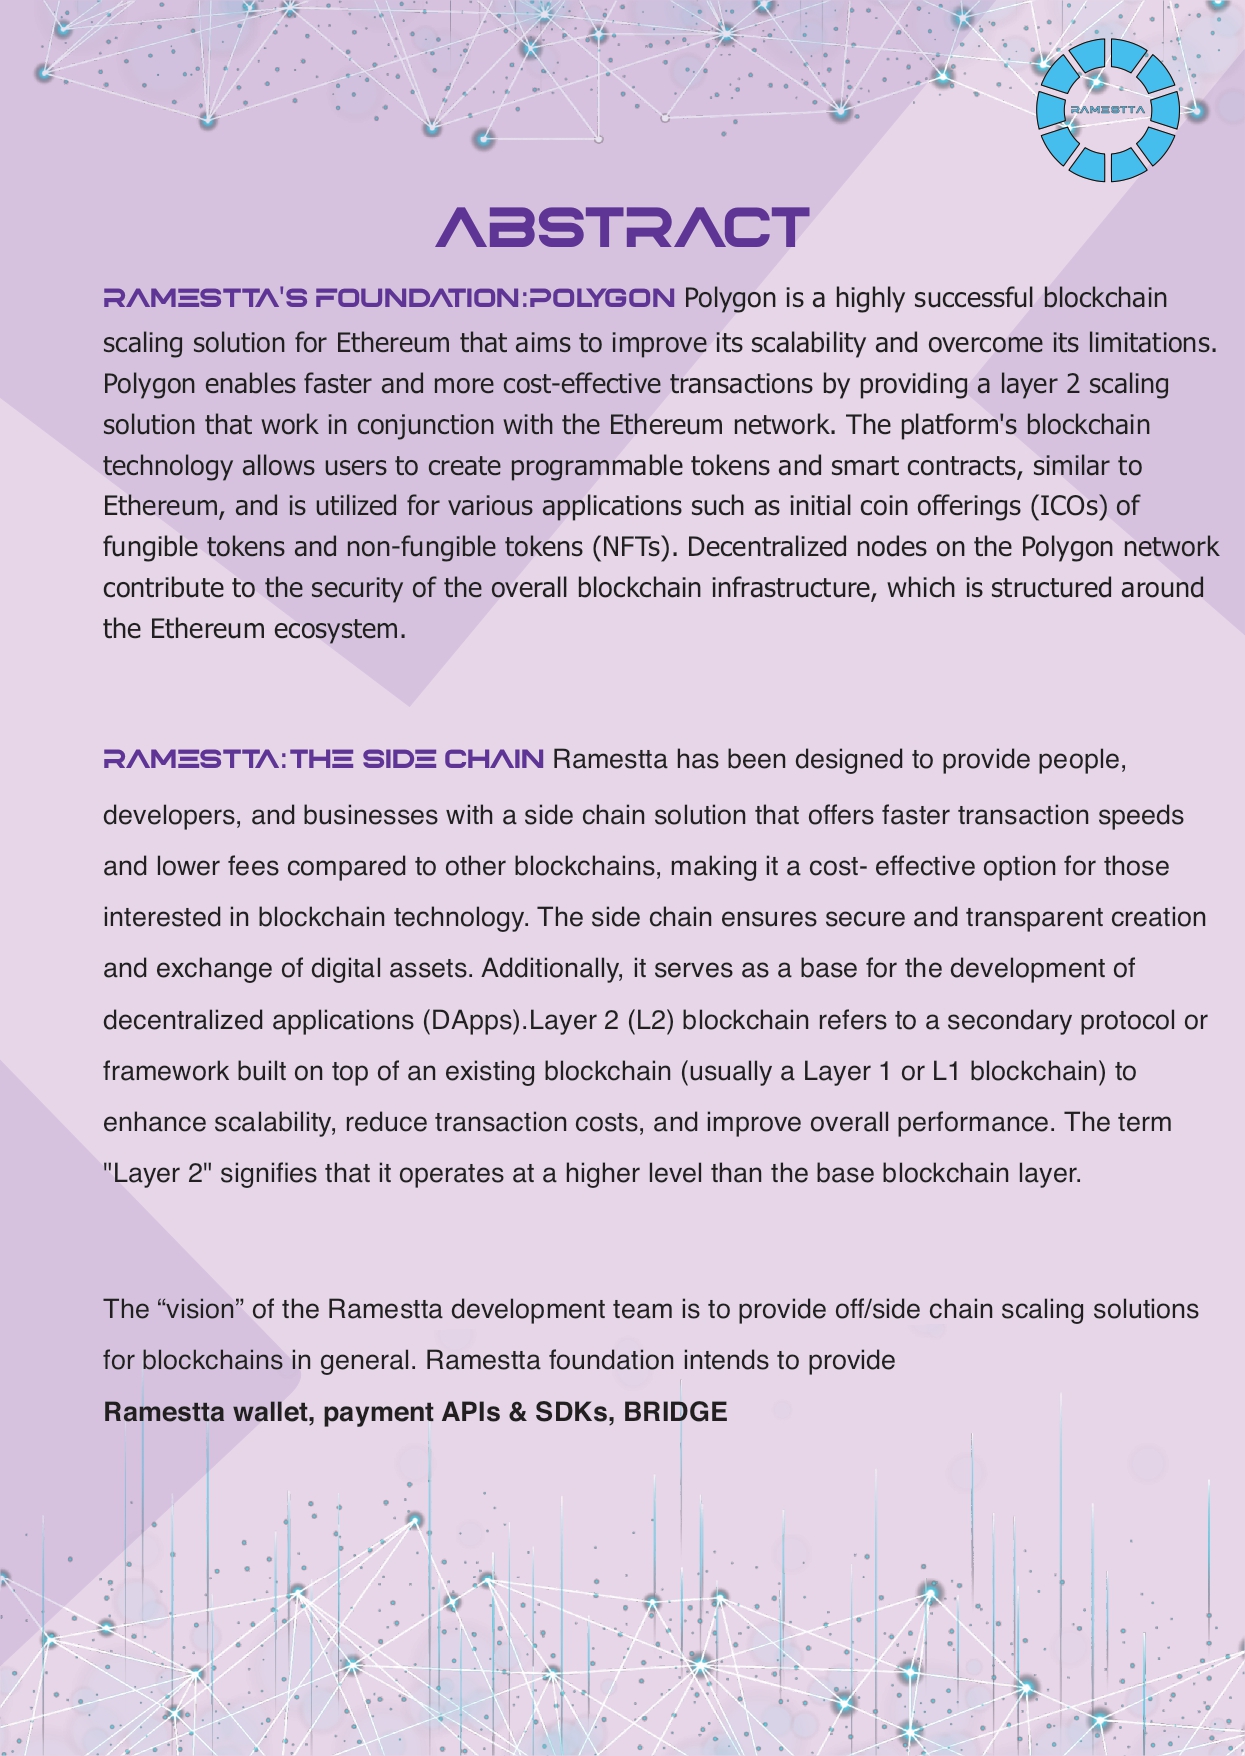 RAMESTTA
ABSTRACT
RAMESTTA'S FOUNDATION:POLYGON Polygon is a highly successful blockchain
scaling solution for Ethereum that aims to improve its scalability and overcome its limitations.
Polygon enables faster and more cost-effective transactions by providing a layer 2 scaling
solution that work in conjunction with the Ethereum network. The platform's blockchain
technology allows users to create programmable tokens and smart contracts, similar to
Ethereum, and is utilized for various applications such as initial coin offerings (ICOs) of
fungible tokens and non-fungible tokens (NFTs). Decentralized nodes on the Polygon network
contribute to the security of the overall blockchain infrastructure, which is structured around
the Ethereum ecosystem.
RAMESTTA:THE SIDE CHAIN Ramestta has been designed to provide people,
developers, and businesses with a side chain solution that offers faster transaction speeds
and lower fees compared to other blockchains, making it a cost- effective option for those
interested in blockchain technology. The side chain ensures secure and transparent creation
and exchange of digital assets. Additionally, it serves as a base for the development of
decentralized applications (DApps).Layer 2 (L2) blockchain refers to a secondary protocol or
framework built on top of an existing blockchain (usually a Layer 1 or L1 blockchain) to
enhance scalability, reduce transaction costs, and improve overall performance. The term
"Layer 2" signifies that it operates at a higher level than the base blockchain layer.
The “vision” of the Ramestta development team is to provide off/side chain scaling solutions
for blockchains in general. Ramestta foundation intends to provide
Ramestta wallet, payment APIs & SDKs, BRIDGE